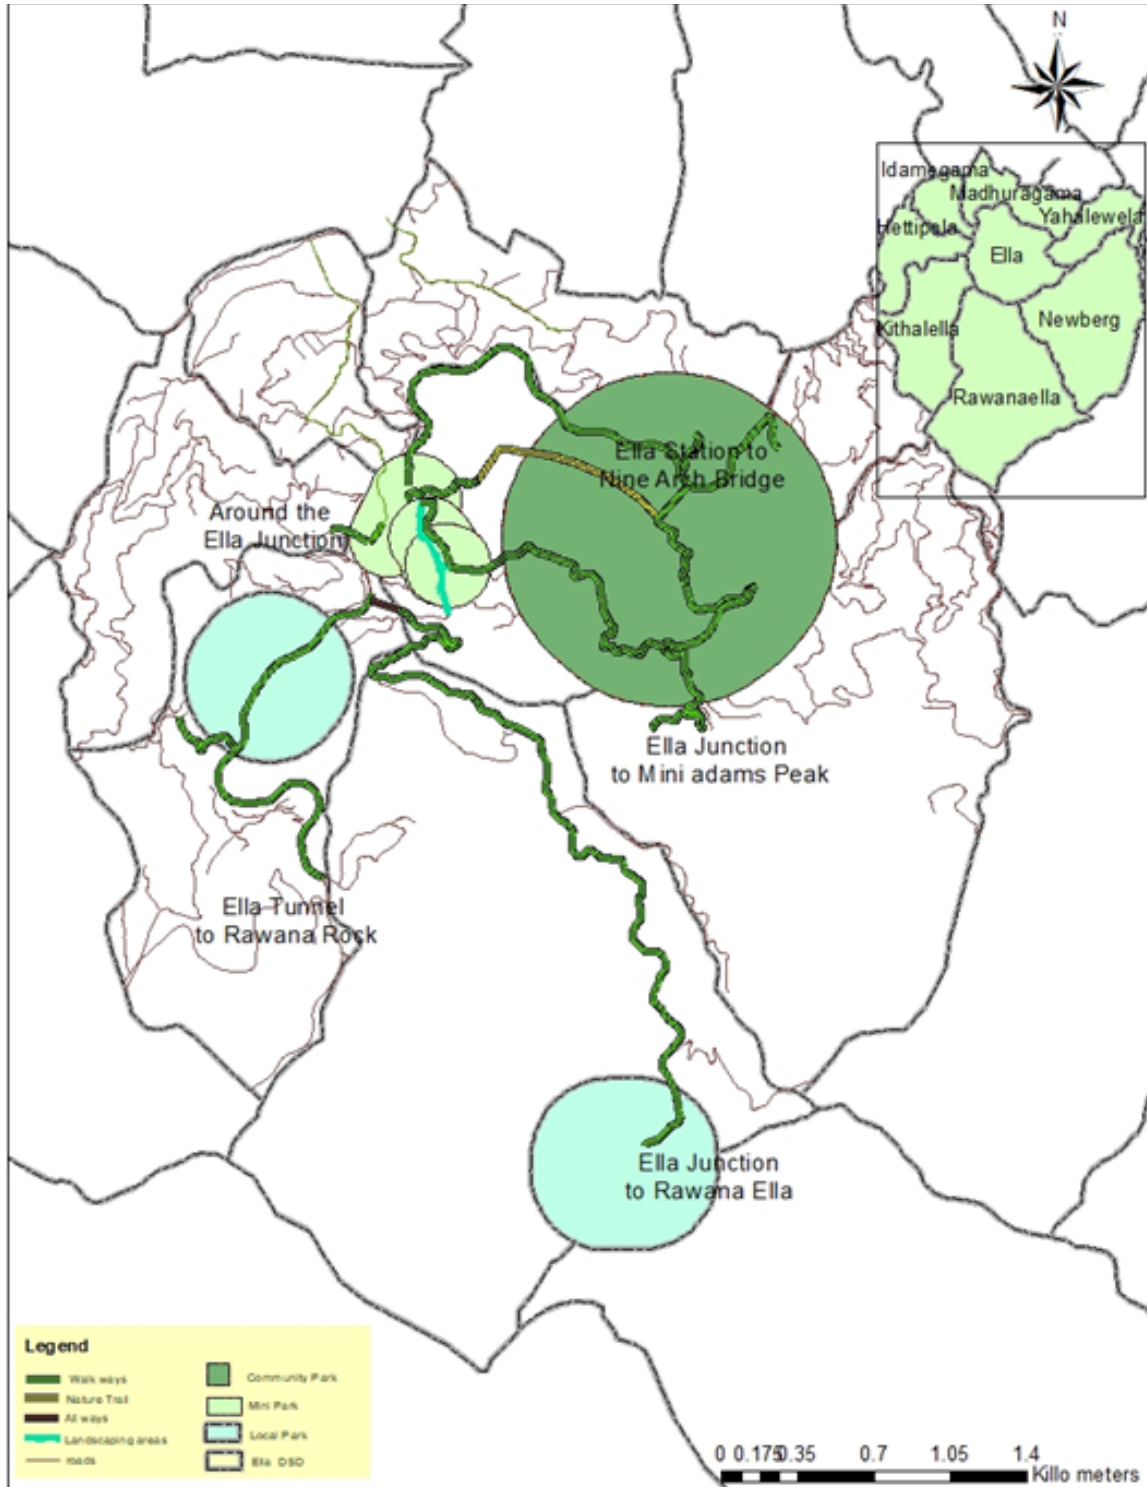 N
Idamegama
Madhuragama
Yahalewela
Hettipola
Ella
Kithalella
Newberg
Rawanaella
Ella Station to
Nine Arch Bridge
Around the
Ella Junction
Ella Junction
to Mini adams Peak
Ella Tunnel
to Rawana Rock
Ella Junction
to Rawana Ella
Legend
Walk ways
Nature Trail
All ways
Landscaping areas
roads
Community Park
Mini Park
Local Park
Ella DSD
0 0.175 0.35 0.7 1.05 1.4
Killo meters